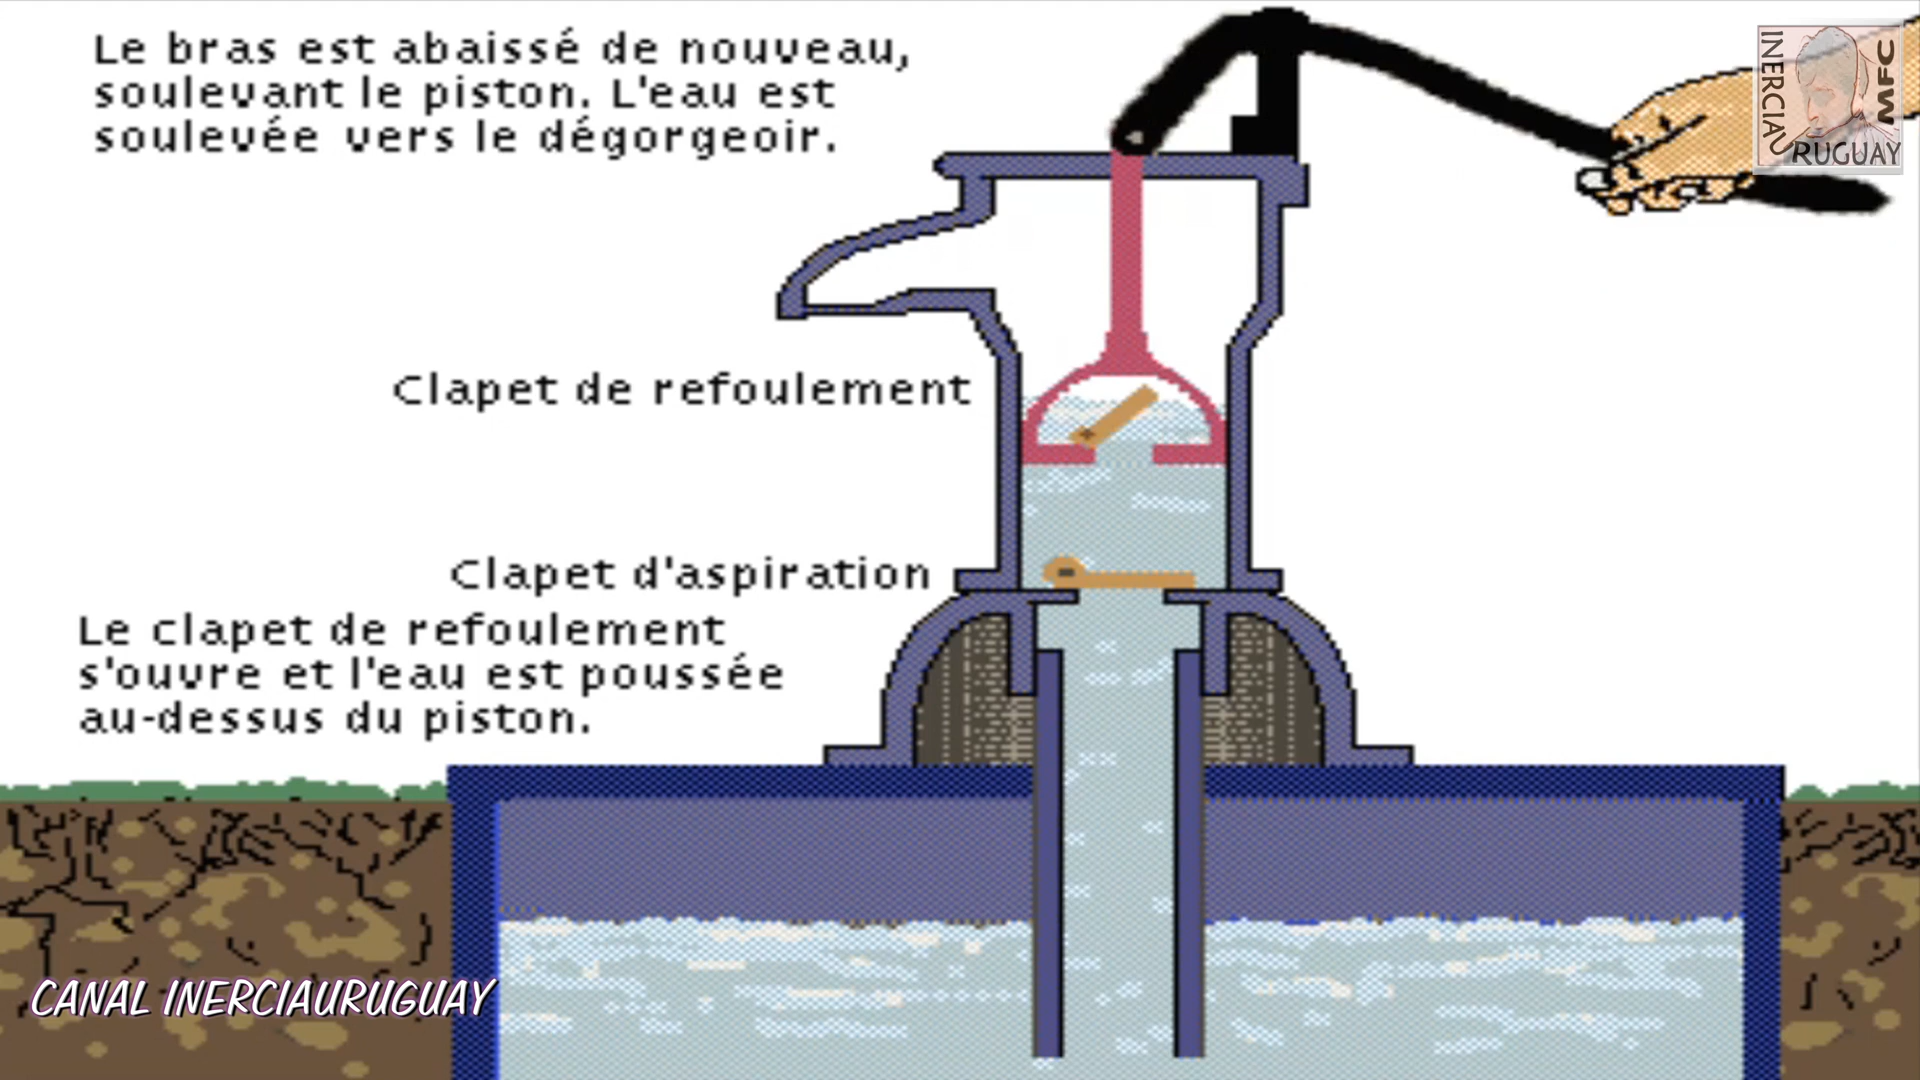 Le bras est abaissé de nouveau,
soulevant le piston. L'eau est
soulevée vers le dégorgeoir.
INERCIAU
MFC
RUGUAY
Clapet de refoulement
Clapet d'aspiration
Le clapet de refoulement
s'ouvre et l'eau est poussée
au-dessus du piston.
CANAL INERCIAURUGUAY